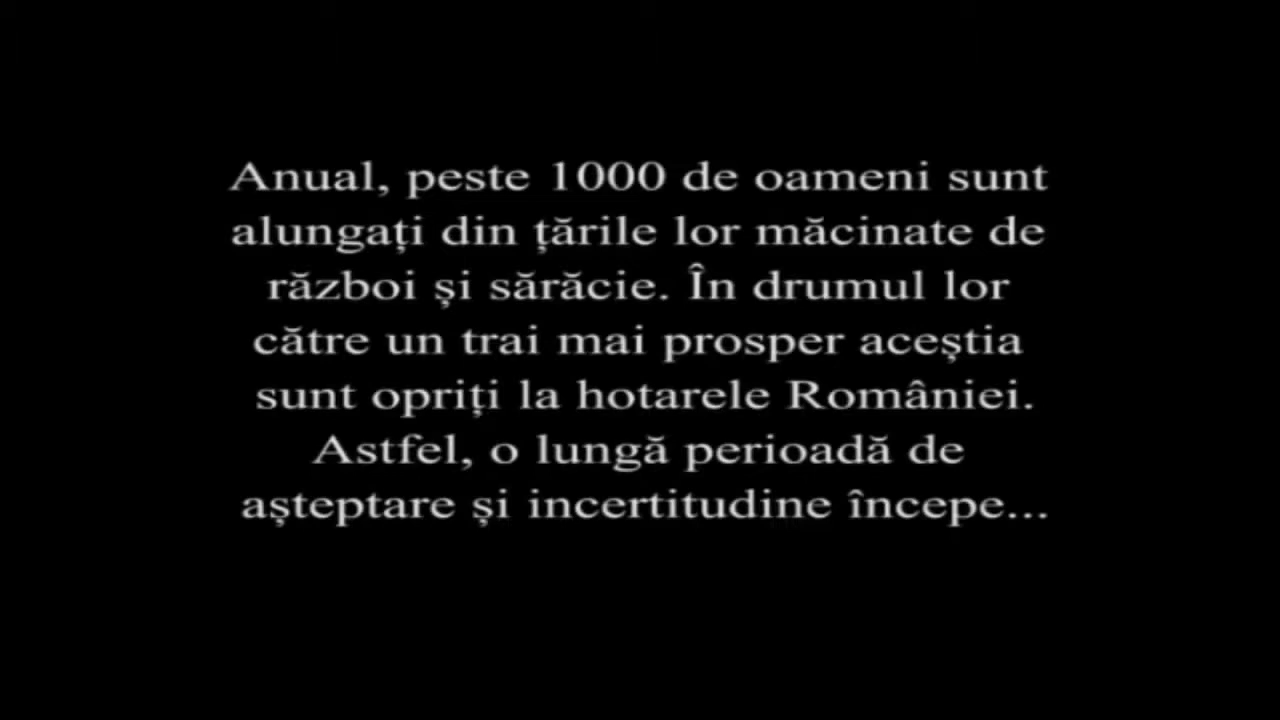 Anual, peste 1000 de oameni sunt
alungați din țările lor măcinate de
război și sărăcie. În drumul lor
către un trai mai prosper aceștia
sunt opriți la hotarele României.
Astfel, o lungă perioadă de
așteptare și incertitudine începe...